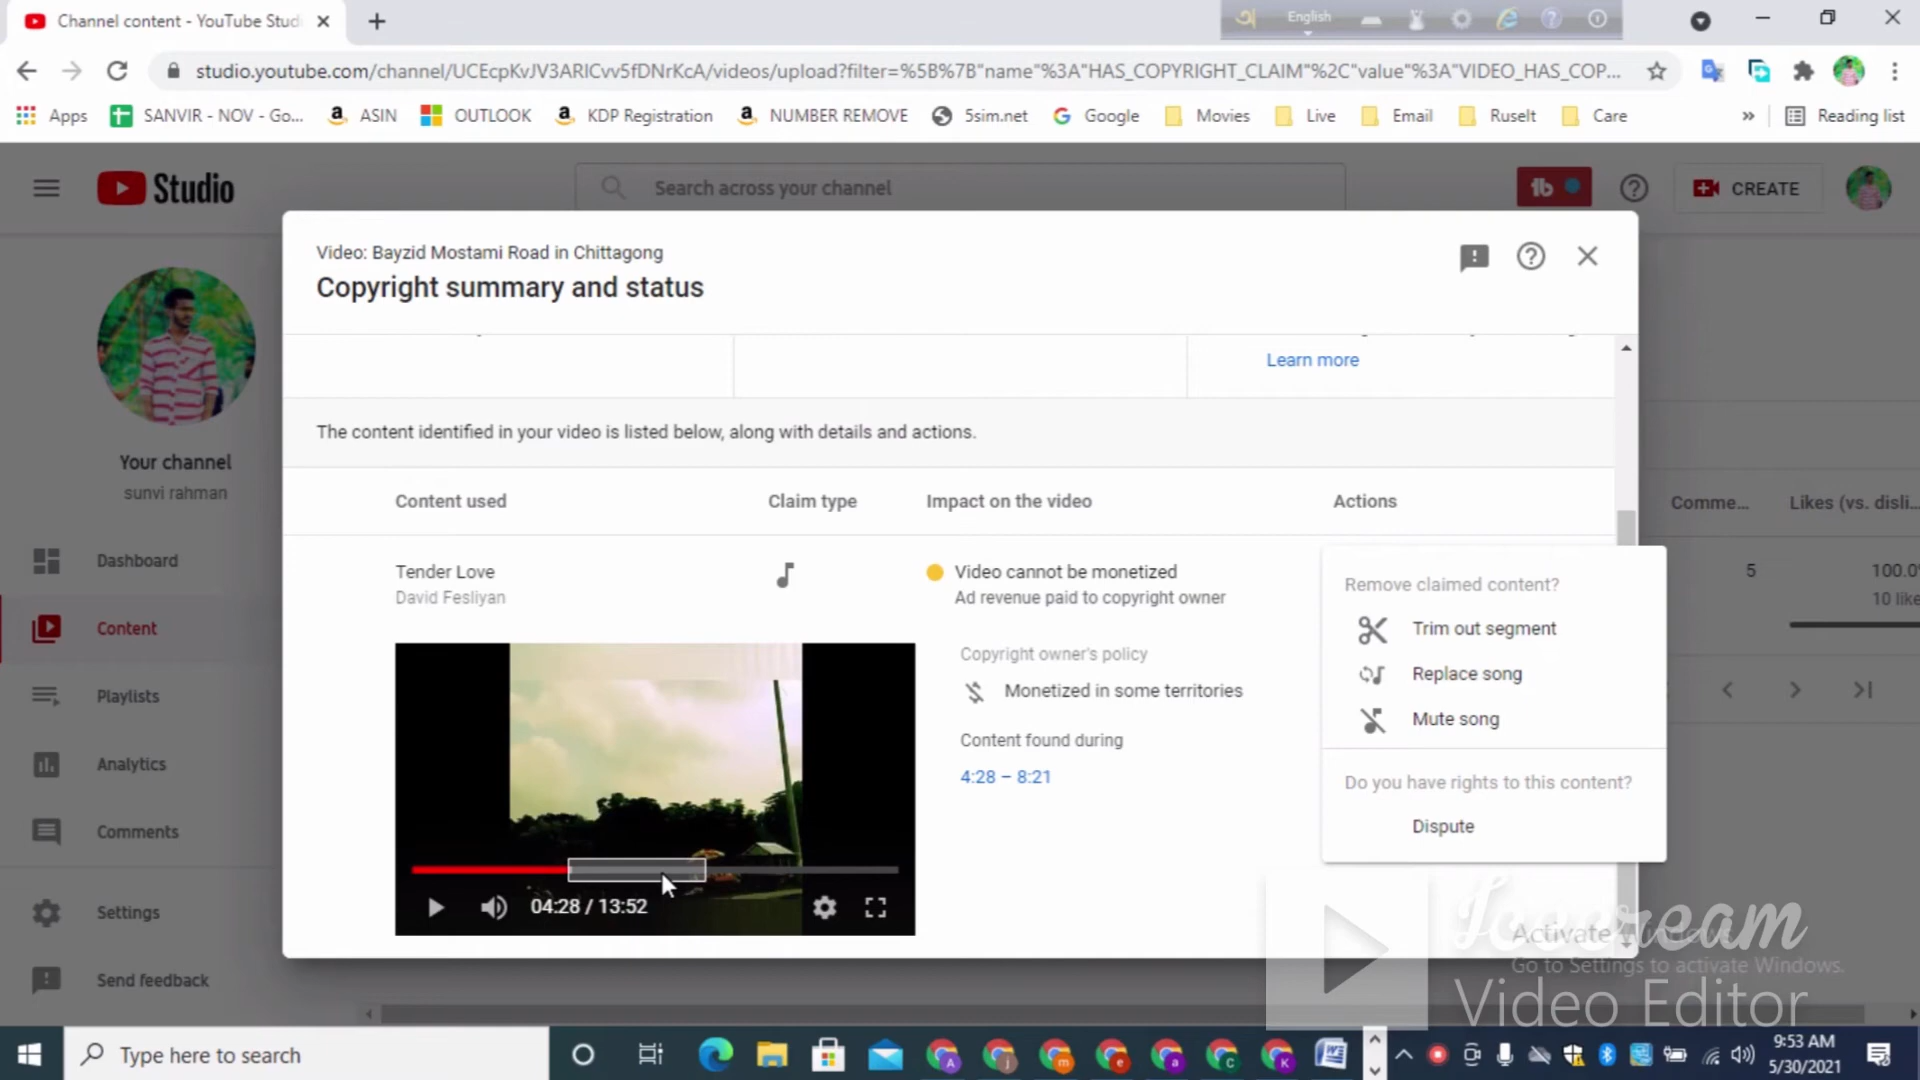 Channel content - YouTube Stud
English
studio.youtube.com/channel/UCEcpKvJV3ARICvv5fDNrKcA/videos/upload?filter=%5B%7B"name"%3A"HAS_COPYRIGHT_CLAIM"%2C"value"%3A"VIDEO_HAS_COP...
Apps SANVIR - NOV - Go... ASIN OUTLOOK KDP Registration NUMBER REMOVE 5sim.net Google Movies Live Email Ruselt Care » Reading list
Studio
Search across your channel
CREATE
Video: Bayzid Mostami Road in Chittagong
Copyright summary and status
Learn more
The content identified in your video is listed below, along with details and actions.
Your channel
sunvi rahman
Content used Claim type Impact on the video Actions
Comme... Likes (vs. disli...
Dashboard
Content
Playlists
Analytics
Comments
Settings
Send feedback
Tender Love
David Fesliyan
Video cannot be monetized
Ad revenue paid to copyright owner
Copyright owner's policy
Monetized in some territories
Content found during
4:28 – 8:21
04:28 / 13:52
Remove claimed content?
Trim out segment
Replace song
Mute song
Do you have rights to this content?
Dispute
5
100.0
10 like
Activate Windows
Go to Settings to activate Windows.
Icecream
Video Editor
Type here to search
9:53 AM
5/30/2021